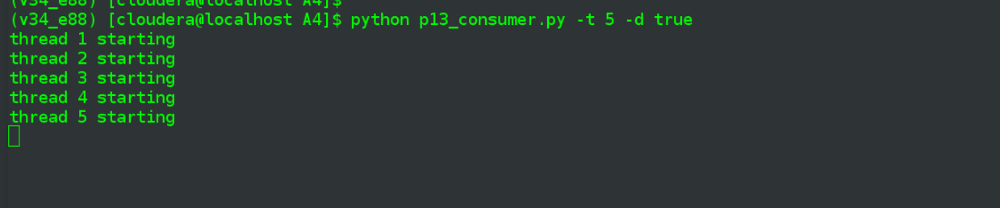 (v34_e88) [cloudera@localhost A4]$
(v34_e88) [cloudera@localhost A4]$ python p13_consumer.py -t 5 -d true
thread 1 starting
thread 2 starting
thread 3 starting
thread 4 starting
thread 5 starting